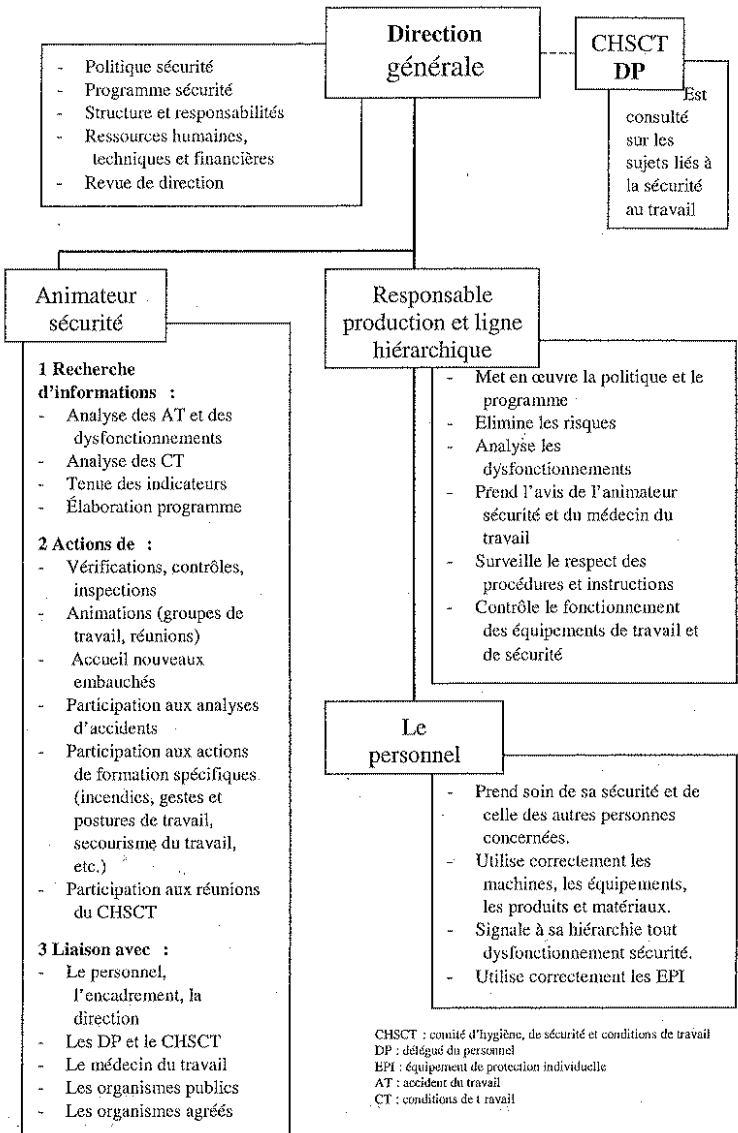 Direction
générale
CHSCT
DP
- Politique sécurité
- Programme sécurité
- Structure et responsabilités
- Ressources humaines,
techniques et financières
- Revue de direction
Est
consulté
sur les
sujets liés à
la sécurité
au travail
Animateur
sécurité
1 Recherche
d'informations :
- Analyse des AT et des
dysfonctionnements
- Analyse des CT
- Tenue des indicateurs
- Élaboration programme
2 Actions de :
- Vérifications, contrôles,
inspections
- Animations (groupes de
travail, réunions)
- Accueil nouveaux
embauchés
- Participation aux analyses
d'accidents
- Participation aux actions
de formation spécifiques
(incendies, gestes et
postures de travail,
secourisme du travail,
etc.)
- Participation aux réunions
du CHSCT
3 Liaison avec :
- Le personnel,
l'encadrement, la
direction
- Les DP et le CHSCT
- Le médecin du travail
- Les organismes publics
- Les organismes agréés
Responsable
production et ligne
hiérarchique
- Met en œuvre la politique et le
programme
- Elimine les risques
- Analyse les
dysfonctionnements
- Prend l'avis de l'animateur
sécurité et du médecin du
travail
- Surveille le respect des
procédures et instructions
- Contrôle le fonctionnement
des équipements de travail et
de sécurité
Le
personnel
- Prend soin de sa sécurité et de
celle des autres personnes
concernées.
- Utilise correctement les
machines, les équipements,
les produits et matériaux.
- Signale à sa hiérarchie tout
dysfonctionnement sécurité.
- Utilise correctement les EPI
CHSCT : comité d'hygiène, de sécurité et conditions de travail
DP : délégué du personnel
EPI : équipement de protection individuelle
AT : accident du travail
CT : conditions de t ravail